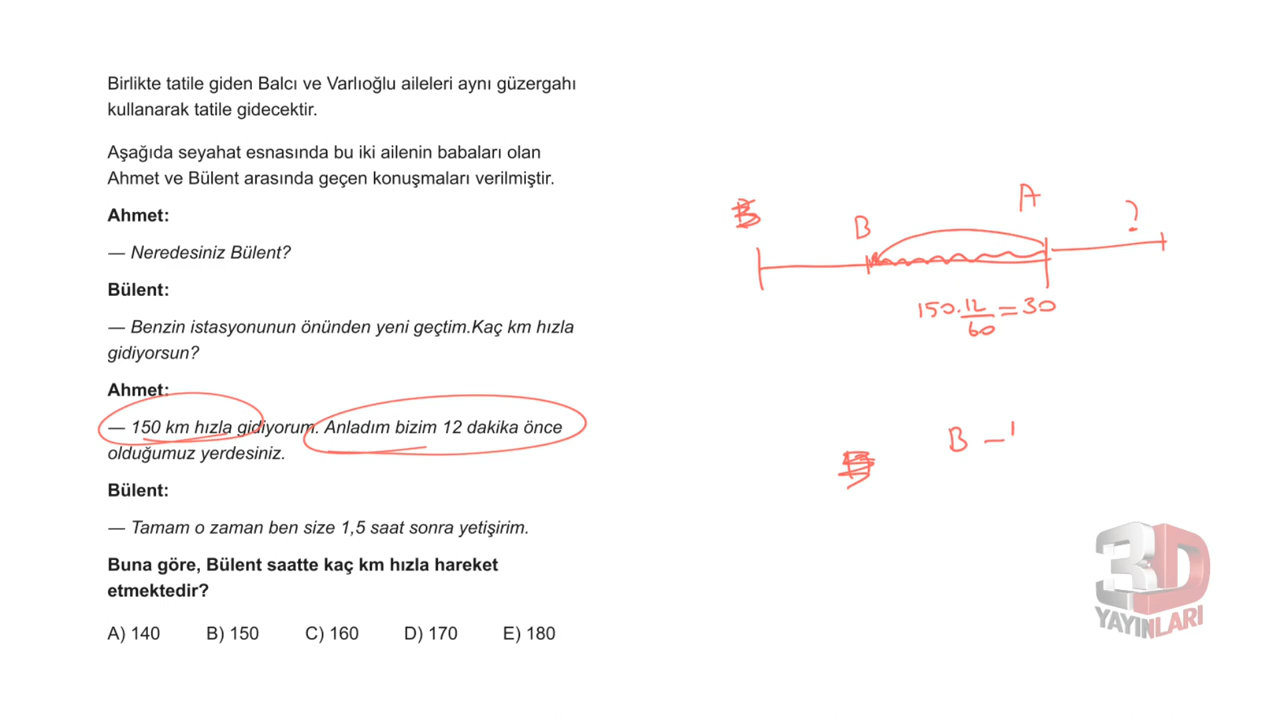 Birlikte tatile giden Balcı ve Varlıoğlu aileleri aynı güzergahı
kullanarak tatile gidecektir.
Aşağıda seyahat esnasında bu iki ailenin babaları olan
Ahmet ve Bülent arasında geçen konuşmaları verilmiştir.
Ahmet:
— Neredesiniz Bülent?
Bülent:
— Benzin istasyonunun önünden yeni geçtim.Kaç km hızla
gidiyorsun?
Ahmet:
— 150 km hızla gidiyorum. Anladım bizim 12 dakika önce
olduğumuz yerdesiniz.
Bülent:
— Tamam o zaman ben size 1,5 saat sonra yetişirim.
Buna göre, Bülent saatte kaç km hızla hareket
etmektedir?
A) 140 B) 150 C) 160 D) 170 E) 180
B A ?
150.12/60 = 30
B –
3D
YAYINLARI